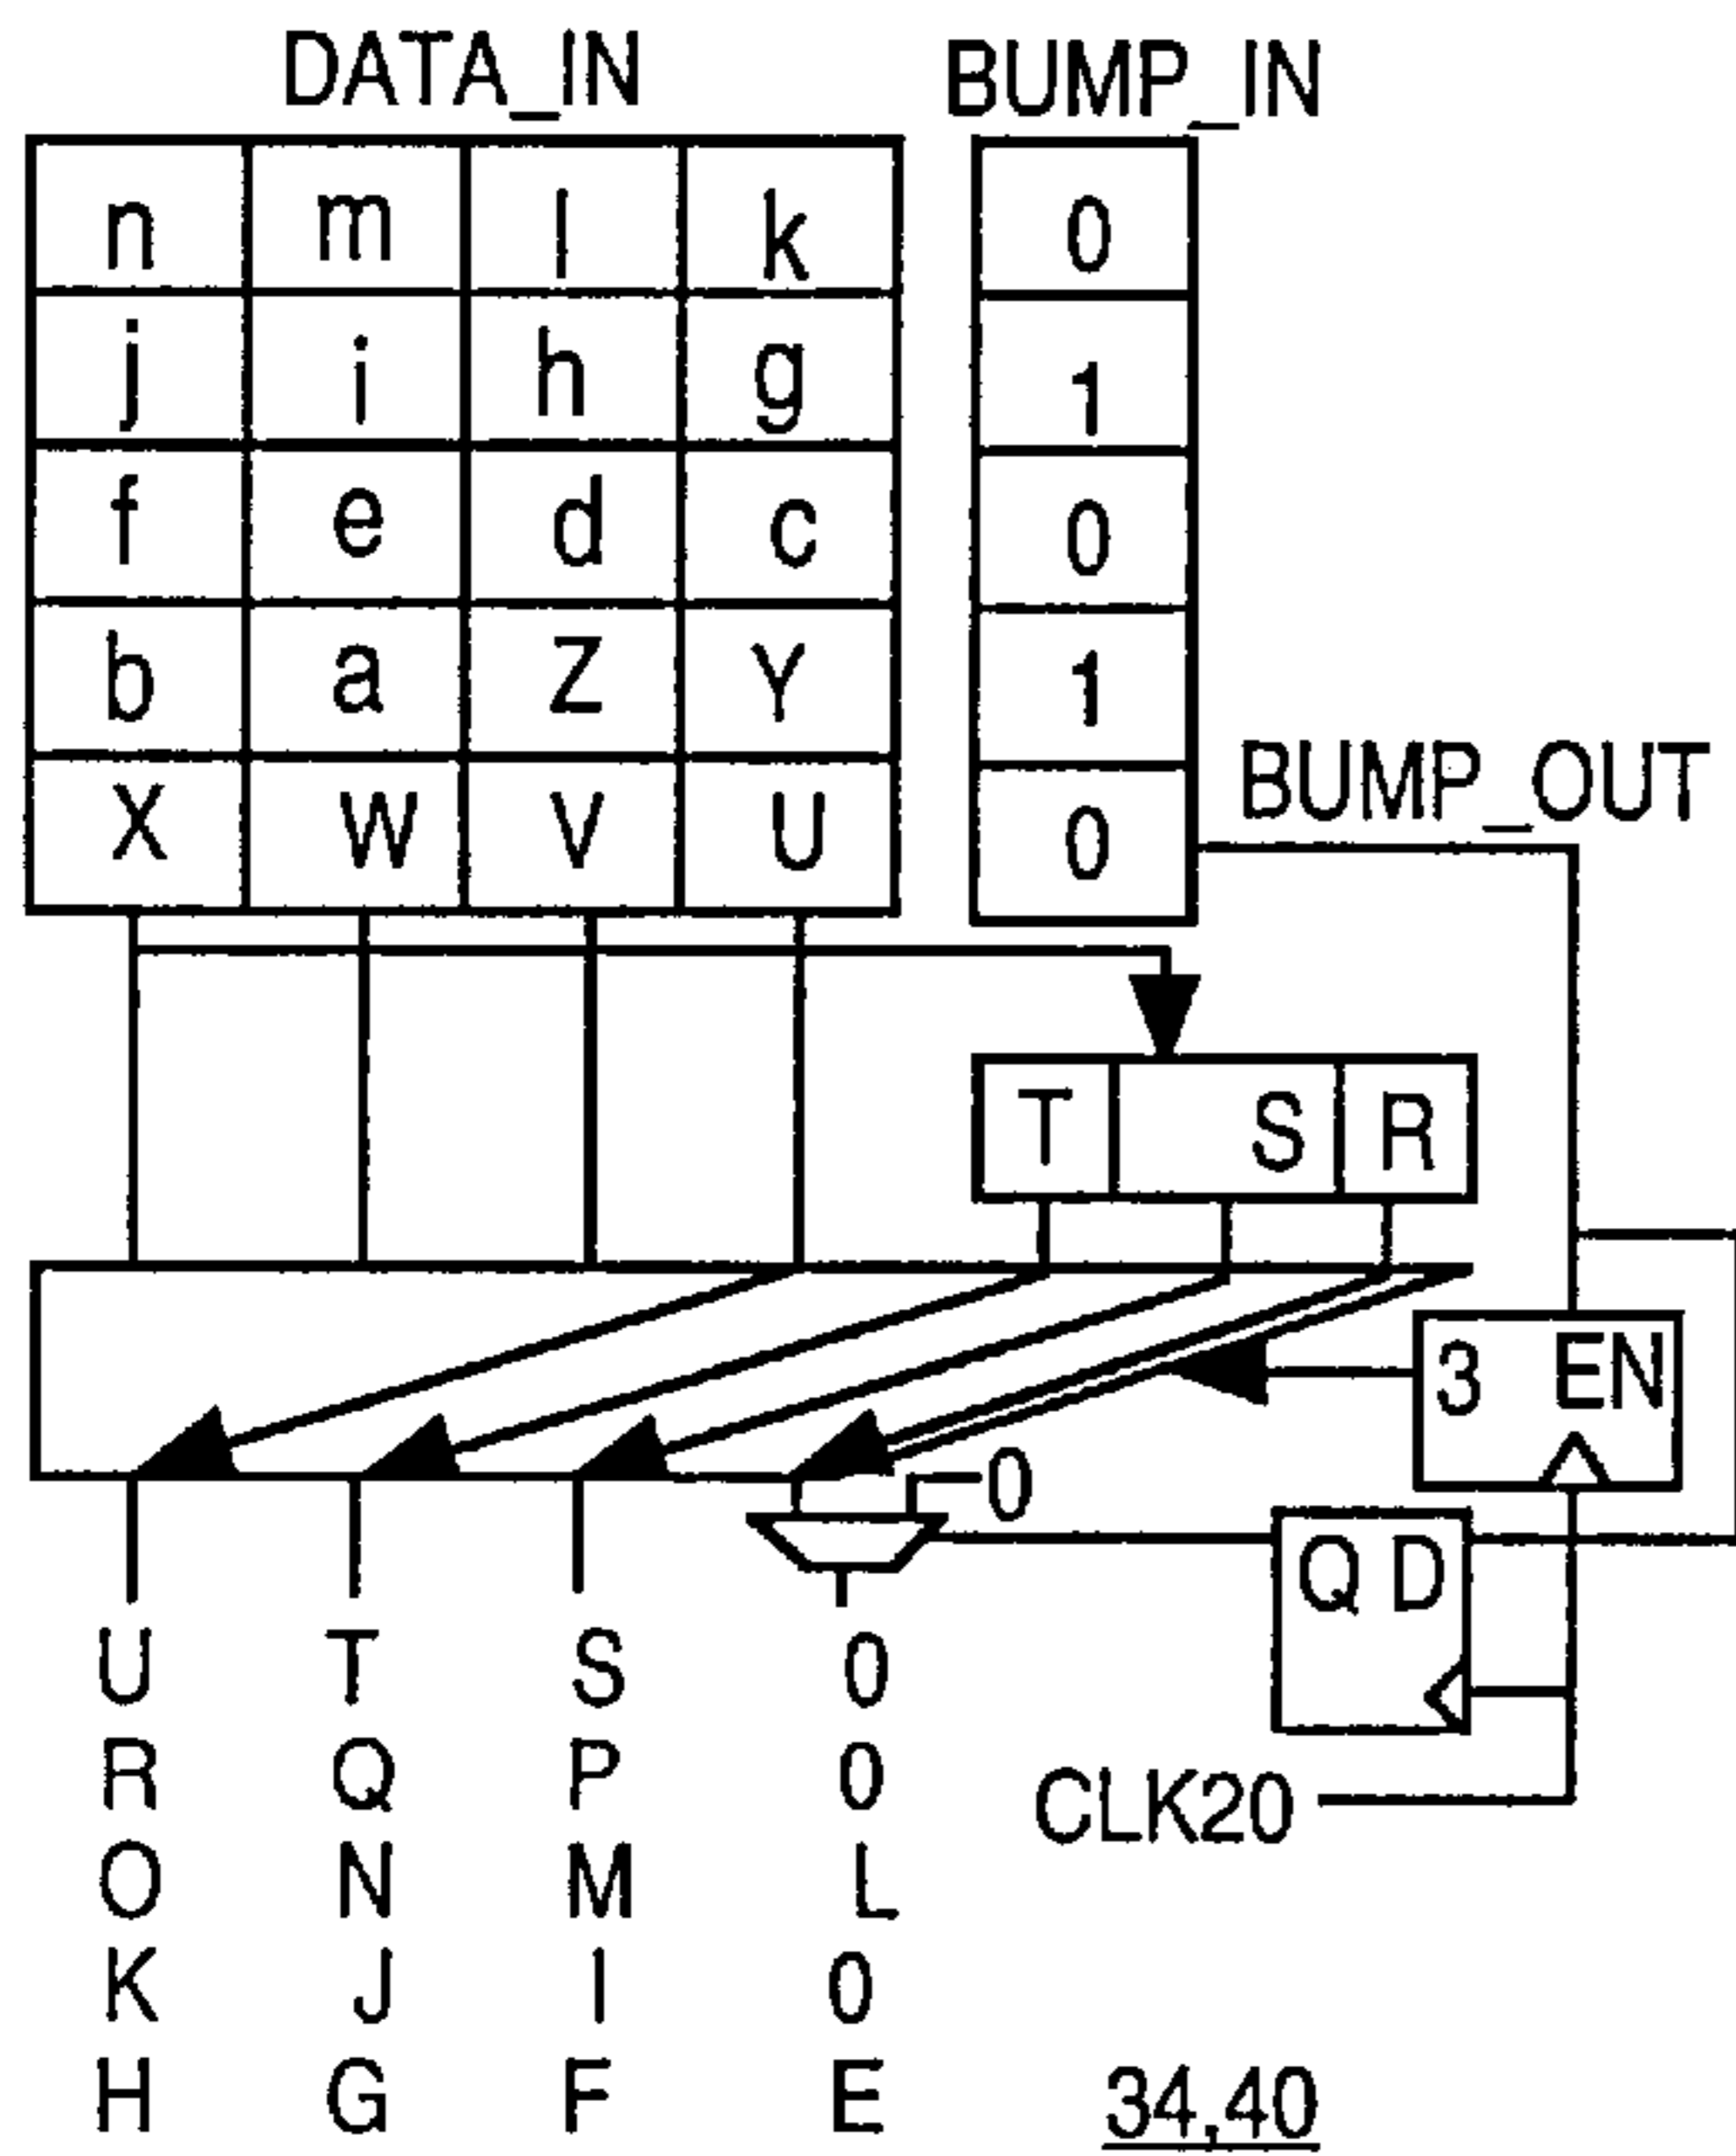 DATA_IN BUMP_IN
n m l k 0
j i h g 1
f e d c 0
b a Z Y 1
BUMP_OUT
X W V U 0
T S R
3 EN
0
Q D
U T S 0
R Q P 0
CLK20
O N M L
K J I 0
H G F E
34,40